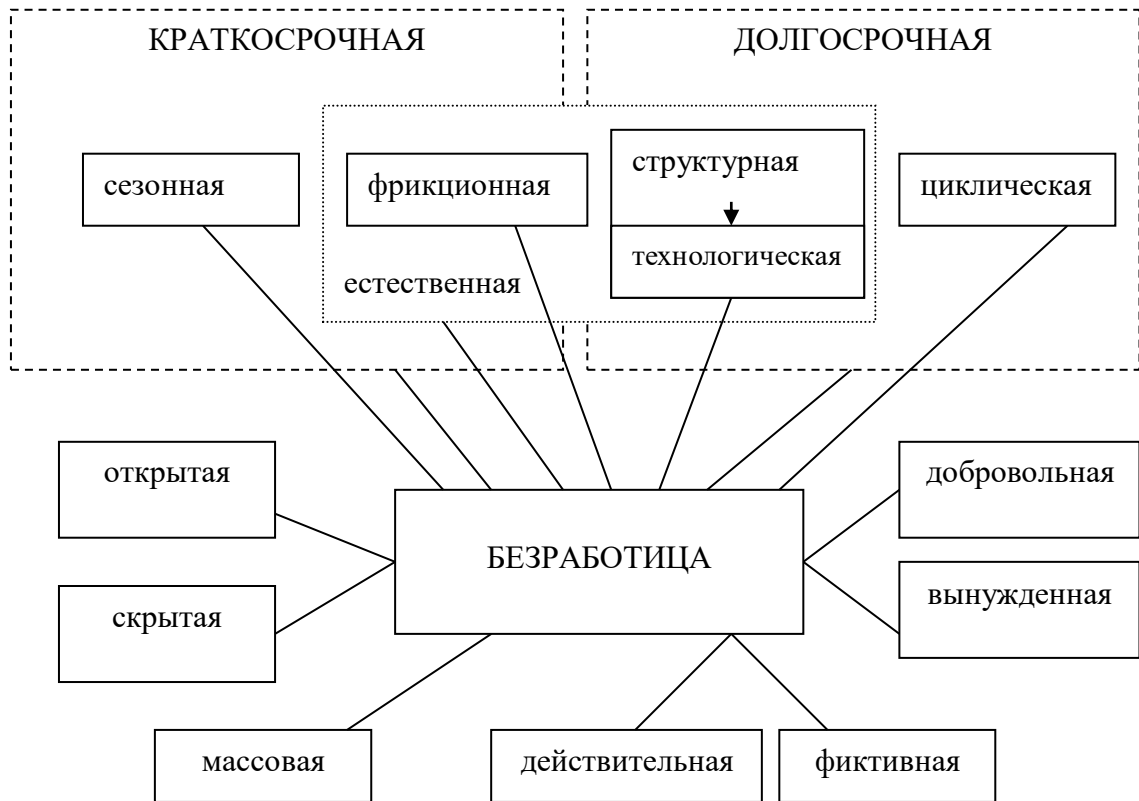 КРАТКОСРОЧНАЯ
ДОЛГОСРОЧНАЯ
сезонная
фрикционная
структурная
циклическая
технологическая
естественная
открытая
добровольная
БЕЗРАБОТИЦА
скрытая
вынужденная
массовая
действительная
фиктивная